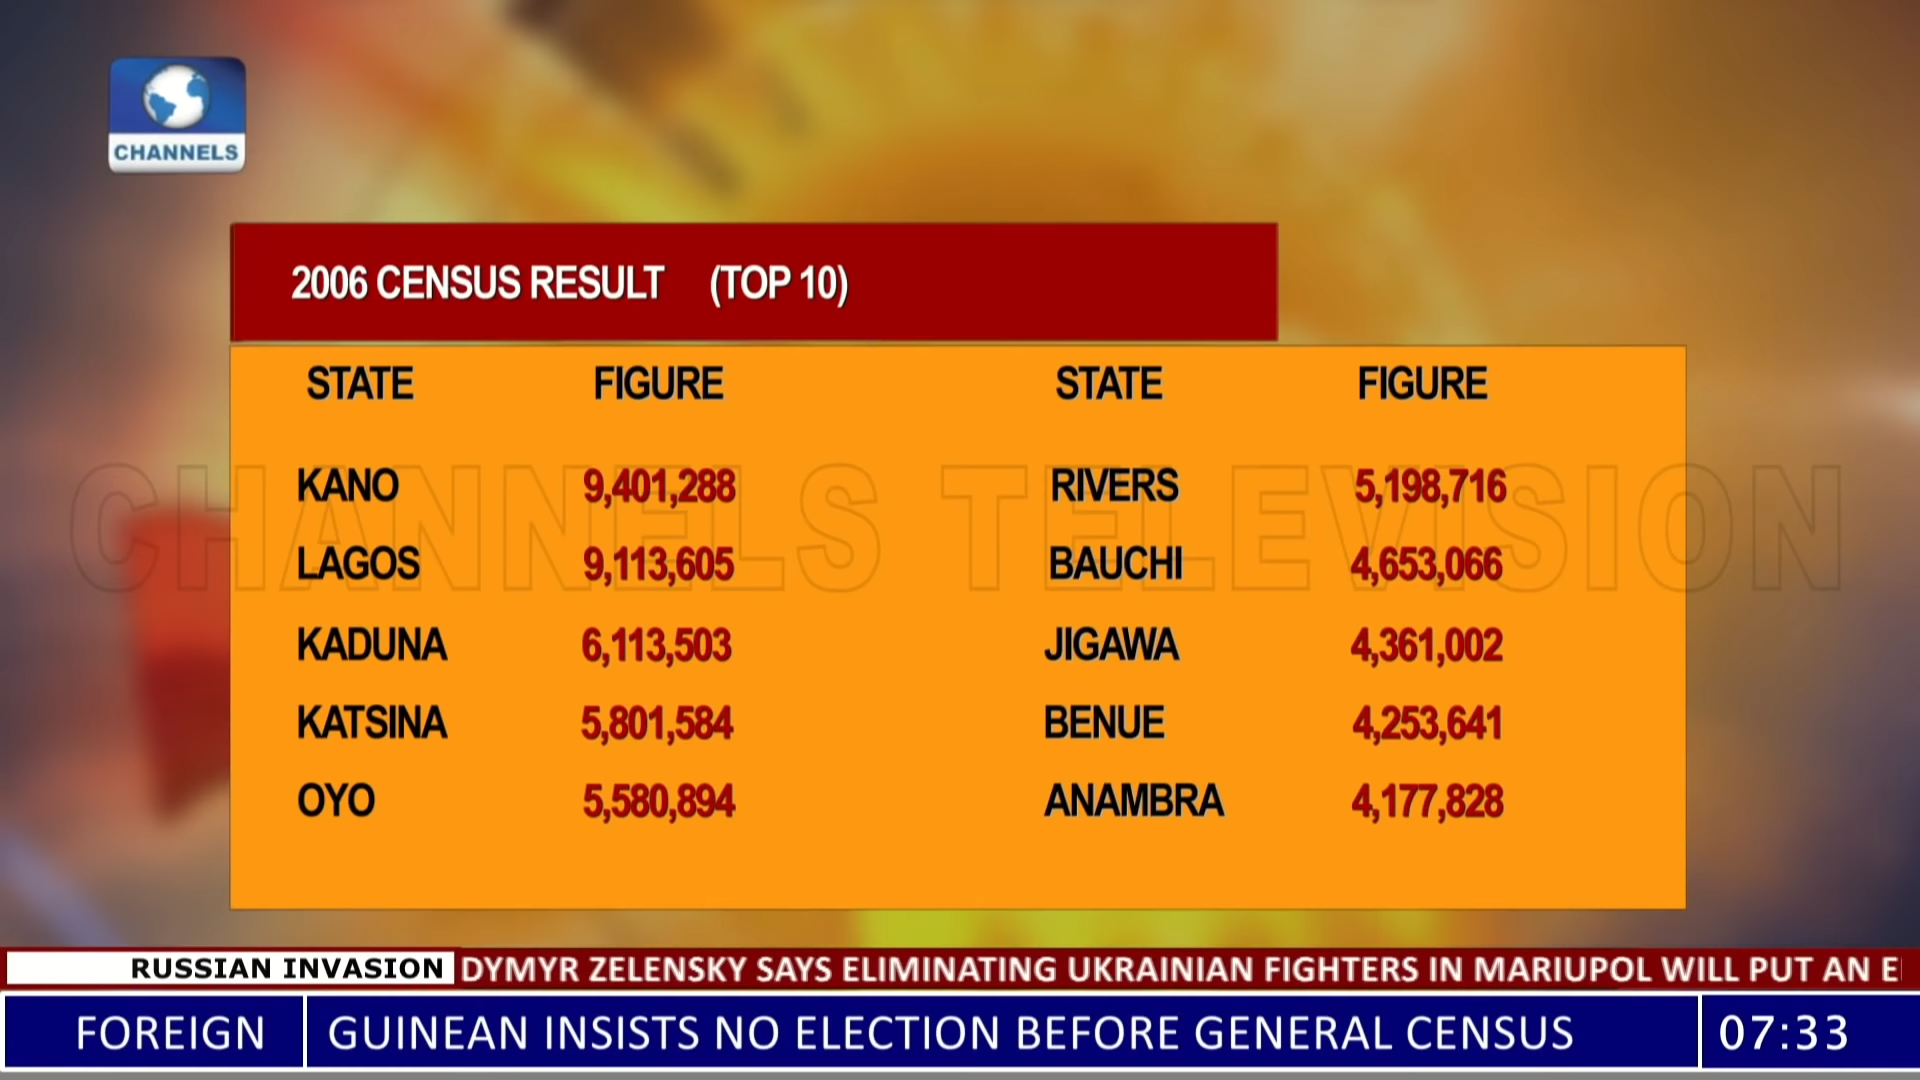 CHANNELS
2006 CENSUS RESULT (TOP 10)
STATE FIGURE STATE FIGURE
KANO 9,401,288 RIVERS 5,198,716
LAGOS 9,113,605 BAUCHI 4,653,066
KADUNA 6,113,503 JIGAWA 4,361,002
KATSINA 5,801,584 BENUE 4,253,641
OYO 5,580,894 ANAMBRA 4,177,828
CHANNELS TELEVISION
RUSSIAN INVASION DYMYR ZELENSKY SAYS ELIMINATING UKRAINIAN FIGHTERS IN MARIUPOL WILL PUT AN E
FOREIGN GUINEAN INSISTS NO ELECTION BEFORE GENERAL CENSUS 07:33